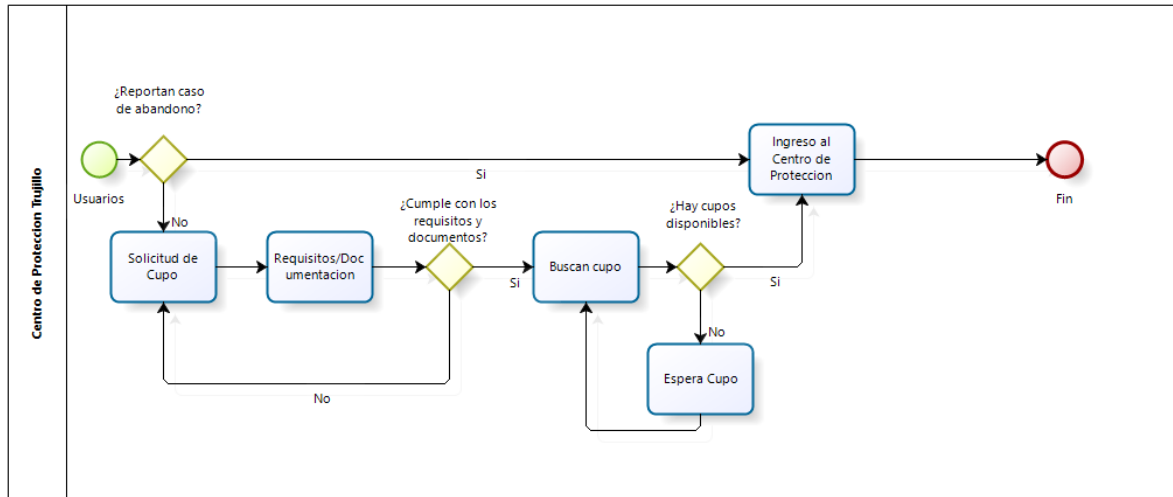 Centro de Proteccion Trujillo
¿Reportan caso
de abandono?
Usuarios
Si
No
Ingreso al
Centro de
Proteccion
Fin
Solicitud de
Cupo
Requisitos/Doc
umentacion
¿Cumple con los
requisitos y
documentos?
Si
No
Buscan cupo
¿Hay cupos
disponibles?
Si
No
Espera Cupo